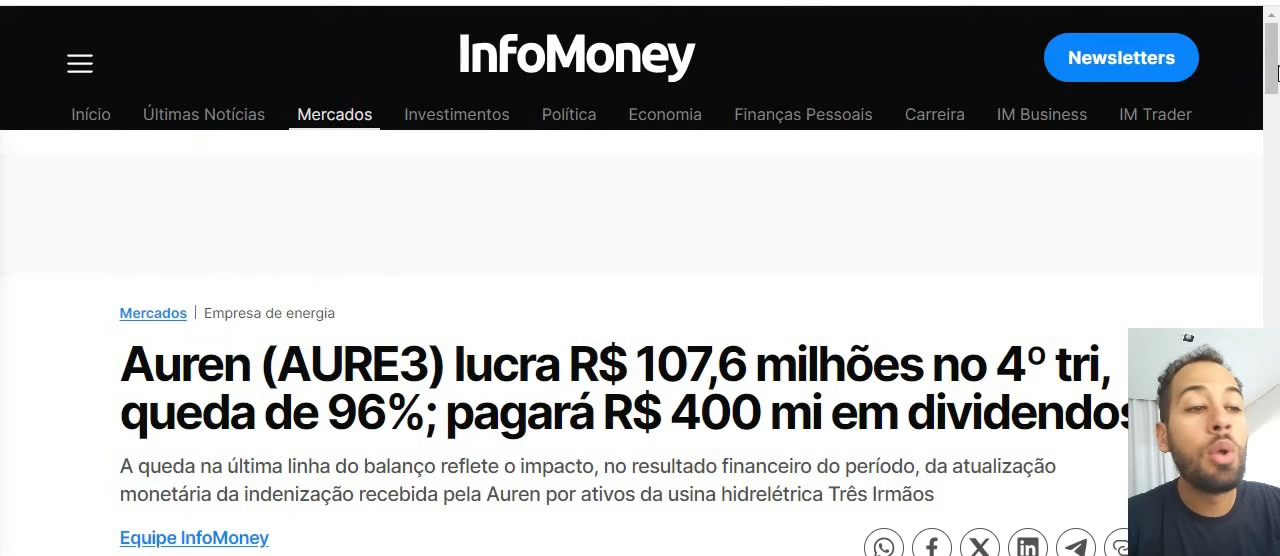 InfoMoney
Newsletters
Início Últimas Notícias Mercados Investimentos Política Economia Finanças Pessoais Carreira IM Business IM Trader
Mercados | Empresa de energia
Auren (AURE3) lucra R$ 107,6 milhões no 4º tri,
queda de 96%; pagará R$ 400 mi em dividendos
A queda na última linha do balanço reflete o impacto, no resultado financeiro do período, da atualização
monetária da indenização recebida pela Auren por ativos da usina hidrelétrica Três Irmãos
Equipe InfoMoney